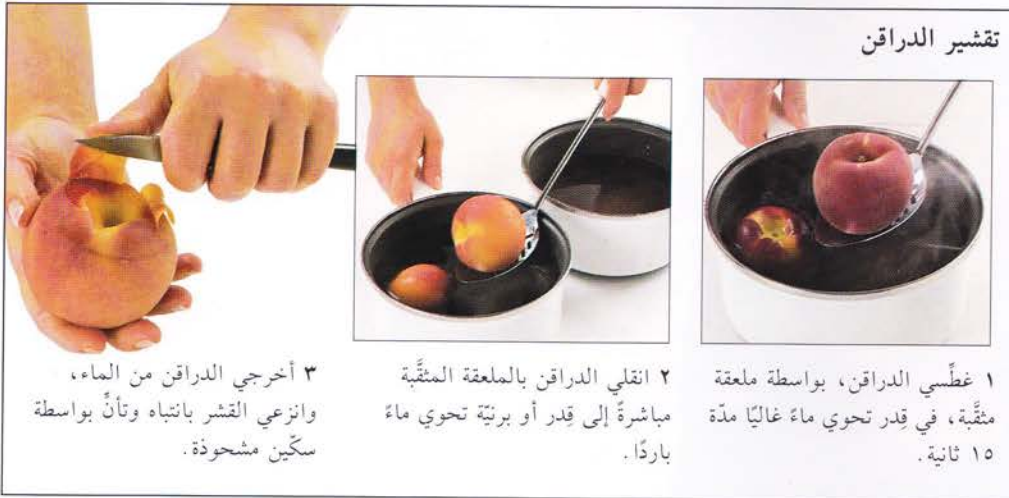 تقشير الدراقن
١ غطِّسي الدراقن، بواسطة ملعقة
مثقَّبة، في قِدر تحوي ماءً غاليًا مدّة
١٥ ثانية.
٢ انقلي الدراقن بالملعقة المثقَّبة
مباشرةً إلى قِدر أو برنيّة تحوي ماءً
باردًا.
٣ أخرجي الدراقن من الماء،
وانزعي القشر بانتباه وتأنٍّ بواسطة
سكّين مشحوذة.